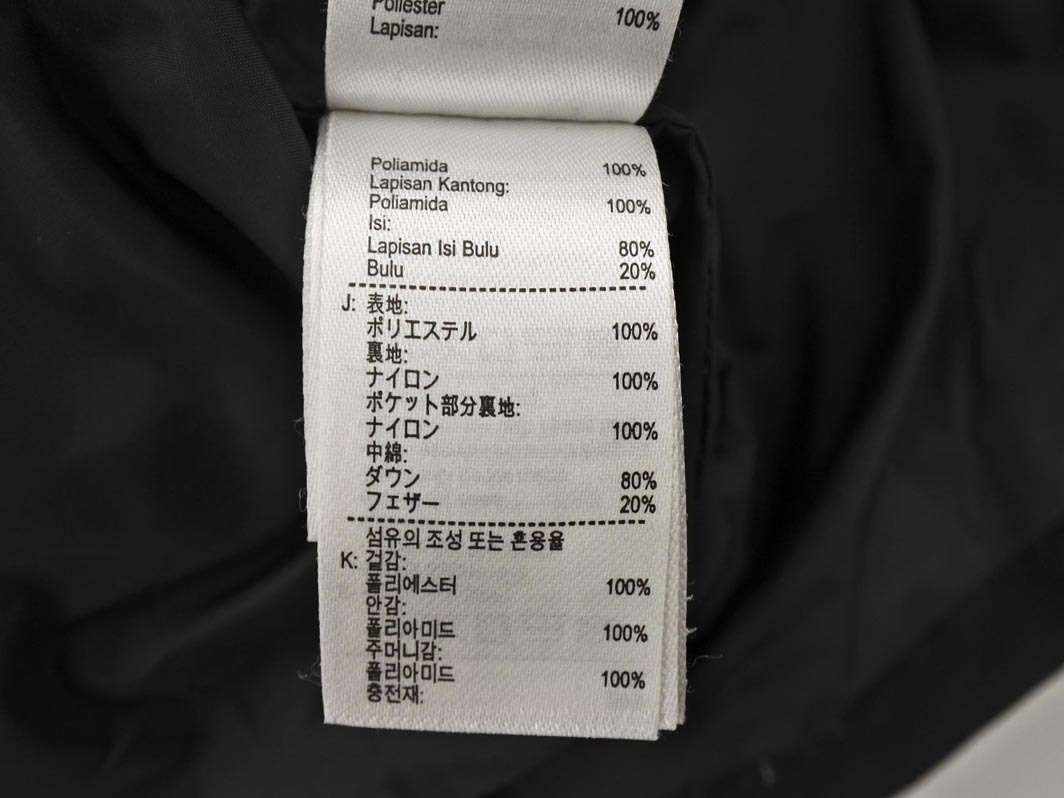 Poliester 100%
Lapisan:
Poliamida 100%
Lapisan Kantong:
Poliamida 100%
Isi:
Lapisan Isi Bulu 80%
Bulu 20%
J: 表地:
ポリエステル 100%
裏地:
ナイロン 100%
ポケット部分裏地:
ナイロン 100%
中綿:
ダウン 80%
フェザー 20%
섬유의 조성 또는 혼용율
K: 겉감:
폴리에스터 100%
안감:
폴리아미드 100%
주머니감:
폴리아미드 100%
충전재: